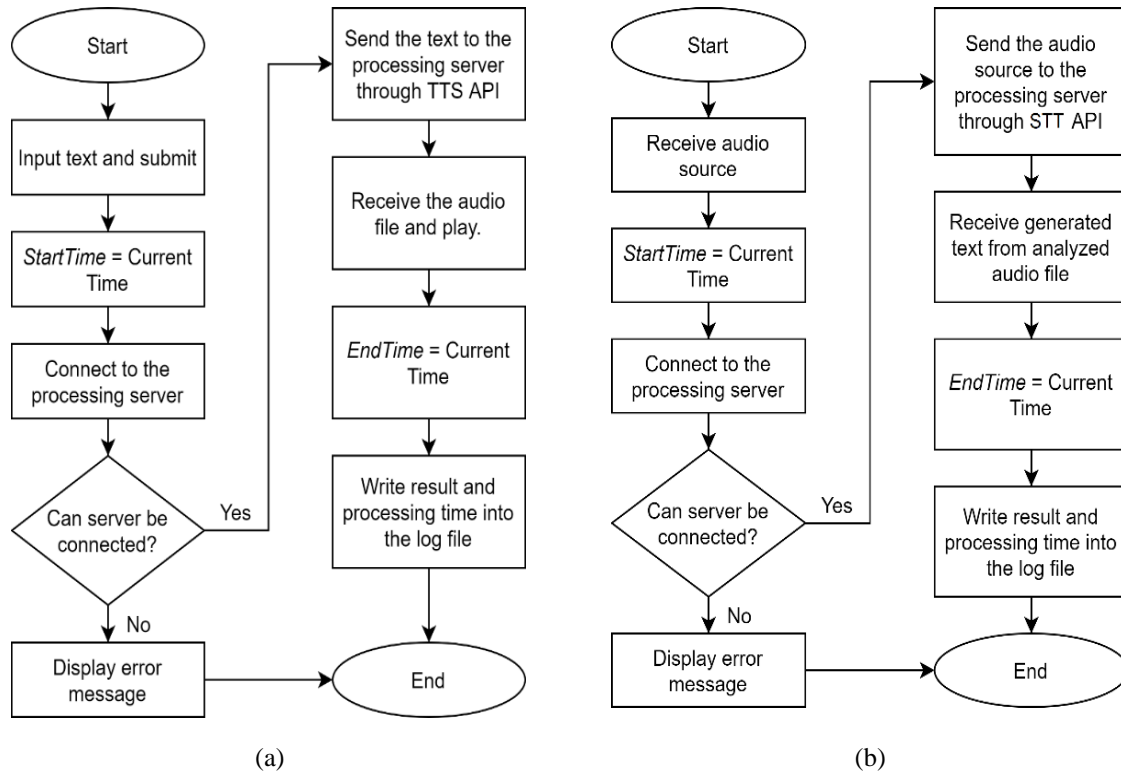 Start
Input text and submit
StartTime = Current
Time
Connect to the
processing server
Can server be
connected?
Yes
No
Display error
message
Send the text to the
processing server
through TTS API
Receive the audio
file and play.
EndTime = Current
Time
Write result and
processing time into
the log file
End
(a)
Start
Receive audio
source
StartTime = Current
Time
Connect to the
processing server
Can server be
connected?
Yes
No
Display error
message
Send the audio
source to the
processing server
through STT API
Receive generated
text from analyzed
audio file
EndTime = Current
Time
Write result and
processing time into
the log file
End
(b)